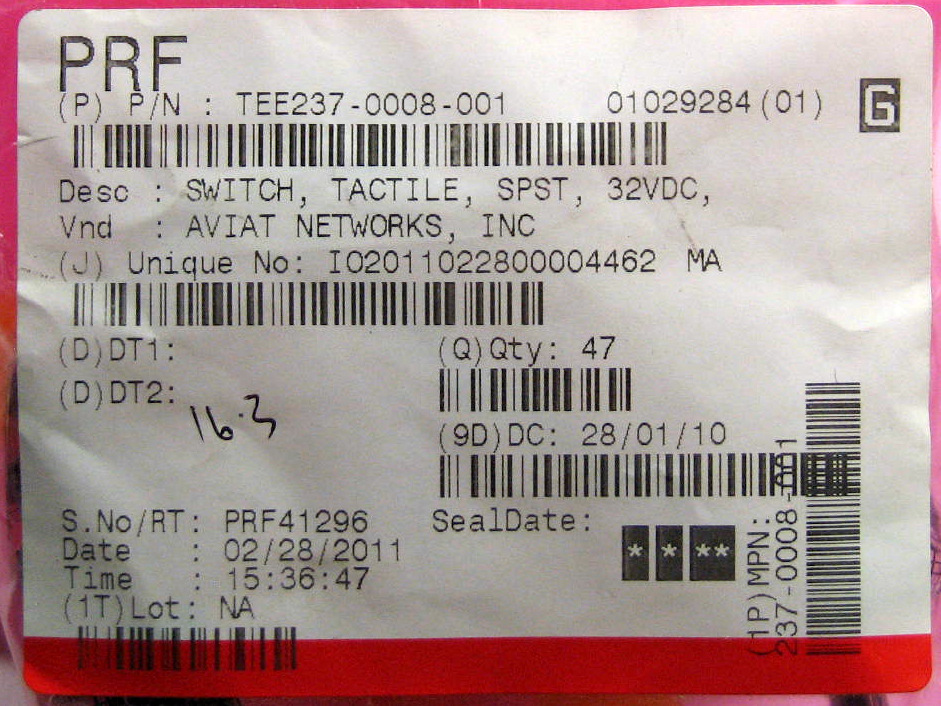 PRF
(P) P/N : TEE237-0008-001 01029284(01) G
Desc : SWITCH, TACTILE, SPST, 32VDC,
Vnd : AVIAT NETWORKS, INC
(J) Unique No: IO2011022800004462 MA
(D)DT1:
(Q)Qty: 47
(D)DT2:
16.3
(9D)DC: 28/01/10
S.No/RT: PRF41296
SealDate:
* * **
Date : 02/28/2011
Time : 15:36:47
(1T)Lot: NA
(1P)MPN:
237-0008-001